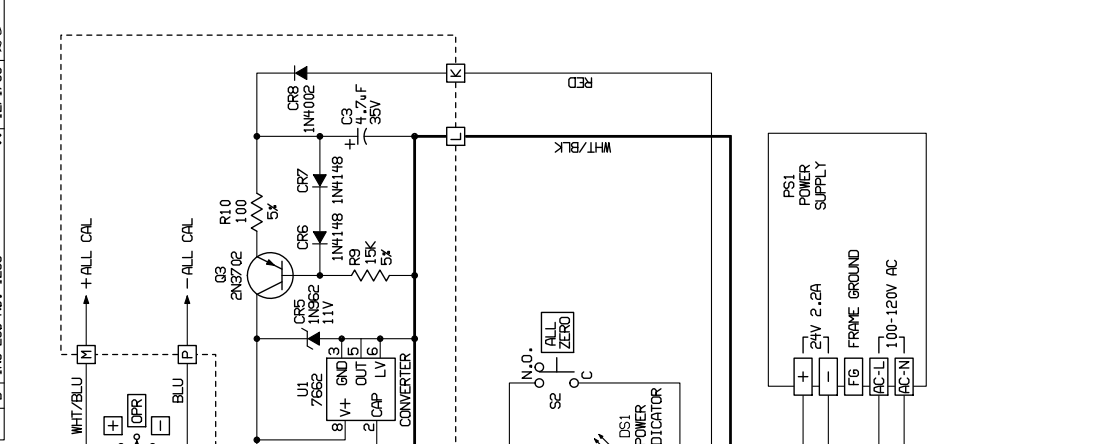 K
RED
CR8
1N4002
C3
4.7uF
35V
+
L
WHT/BLK
CR7
1N4148
R10
100
5%
CR6
1N4148
R9
15K
5%
Q3
2N3702
+ALL CAL
-ALL CAL
CR5
1N962
11V
M
P
WHT/BLU
BLU
+
OPR
-
U1
7662
3
5
6
GND
OUT
LV
V+
CAP
8
2
CONVERTER
ALL
ZERO
N.O.
C
S2
DS1
POWER
DICATOR
PS1
POWER
SUPPLY
24V 2.2A
FRAME GROUND
100-120V AC
+
-
FG
AC-L
AC-N